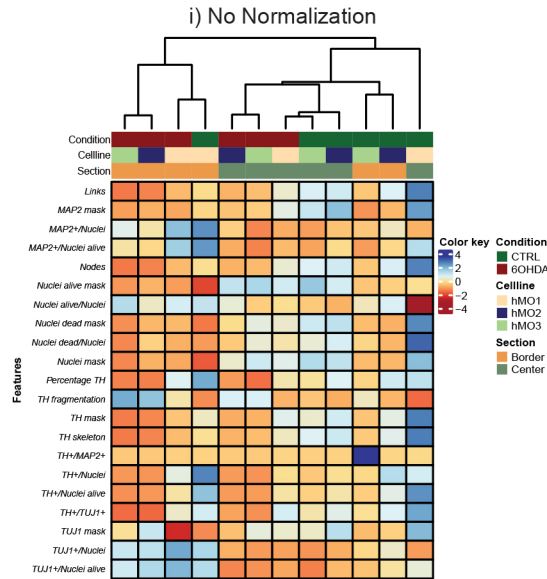 i) No Normalization
Condition
Cellline
Section
Links
MAP2 mask
MAP2+/Nuclei
MAP2+/Nuclei alive
Nodes
Nuclei alive mask
Nuclei alive/Nuclei
Nuclei dead mask
Nuclei dead/Nuclei
Nuclei mask
Percentage TH
TH fragmentation
TH mask
TH skeleton
TH+/MAP2+
TH+/Nuclei
TH+/Nuclei alive
TH+/TUJ1+
TUJ1 mask
TUJ1+/Nuclei
TUJ1+/Nuclei alive
Features
Color key
4
2
0
−2
−4
Condition
CTRL
6OHDA
Cellline
hMO1
hMO2
hMO3
Section
Border
Center